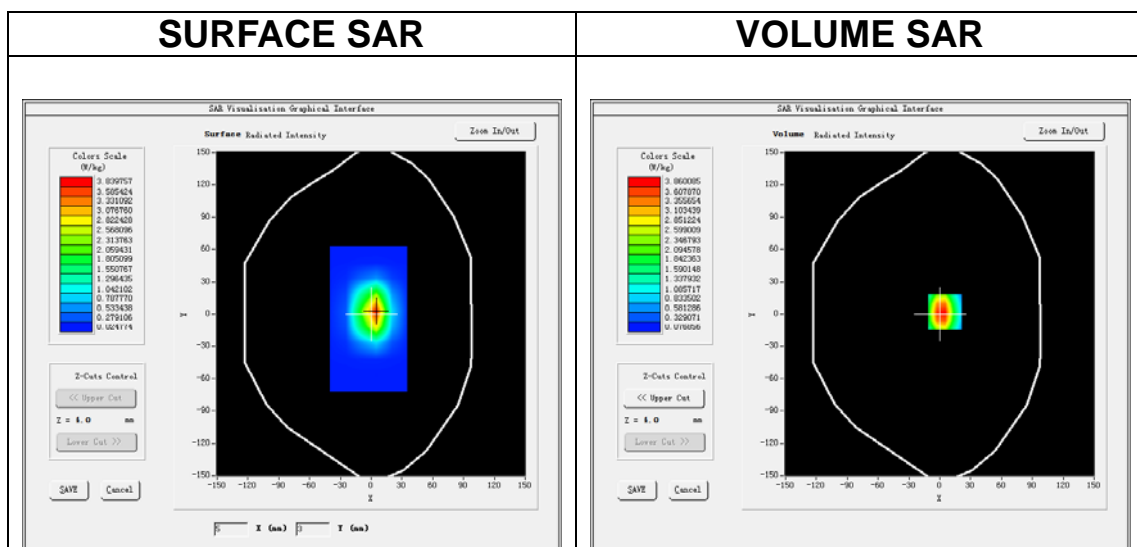 SURFACE SAR
VOLUME SAR
SAR Visualisation Graphical Interface
Surface Radiated Intensity
Zoom In/Out
Colors Scale
(W/kg)
3.839757
3.585424
3.331092
3.076760
2.822428
2.568096
2.313763
2.059431
1.805099
1.550767
1.296435
1.042102
0.787770
0.533438
0.279106
0.024774
Z-Cuts Control
<< Upper Cut
Z = 4.0 mm
Lower Cut >>
SAVE
Cancel
150
120
90
60
30
0
-30
-60
-90
-120
-150
Y
-150 -120 -90 -60 -30 0 30 60 90 120 150
X
5 X (mm) 3 Y (mm)
SAR Visualisation Graphical Interface
Volume Radiated Intensity
Zoom In/Out
Colors Scale
(W/kg)
3.860085
3.607870
3.355654
3.103439
2.851224
2.599009
2.346793
2.094578
1.842363
1.590148
1.337932
1.085717
0.833502
0.581286
0.329071
0.076856
Z-Cuts Control
<< Upper Cut
Z = 4.0 mm
Lower Cut >>
SAVE
Cancel
150
120
90
60
30
0
-30
-60
-90
-120
-150
Y
-150 -120 -90 -60 -30 0 30 60 90 120 150
X